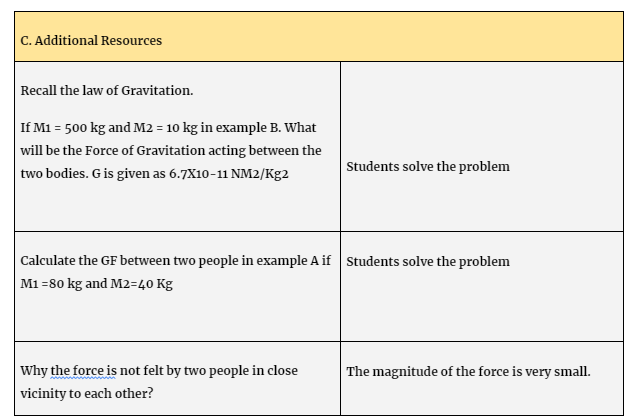 C. Additional Resources
Recall the law of Gravitation.
If M1 = 500 kg and M2 = 10 kg in example B. What
will be the Force of Gravitation acting between the
two bodies. G is given as 6.7X10-11 NM2/Kg2
Students solve the problem
Calculate the GF between two people in example A if
M1 =80 kg and M2=40 Kg
Students solve the problem
Why the force is not felt by two people in close
vicinity to each other?
The magnitude of the force is very small.